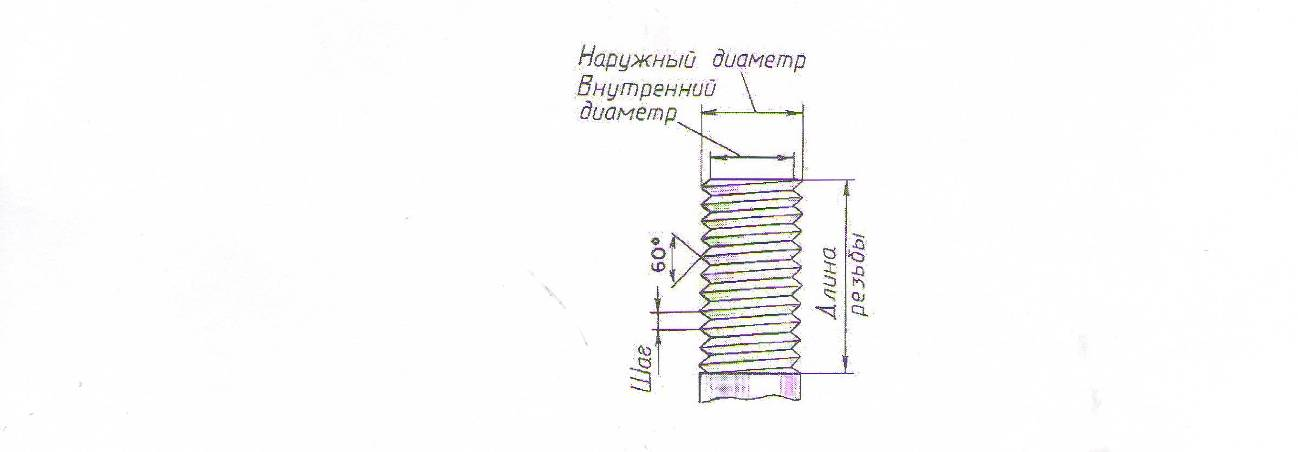 Наружный диаметр
Внутренний
диаметр
60°
Шаг
Длина
резьбы